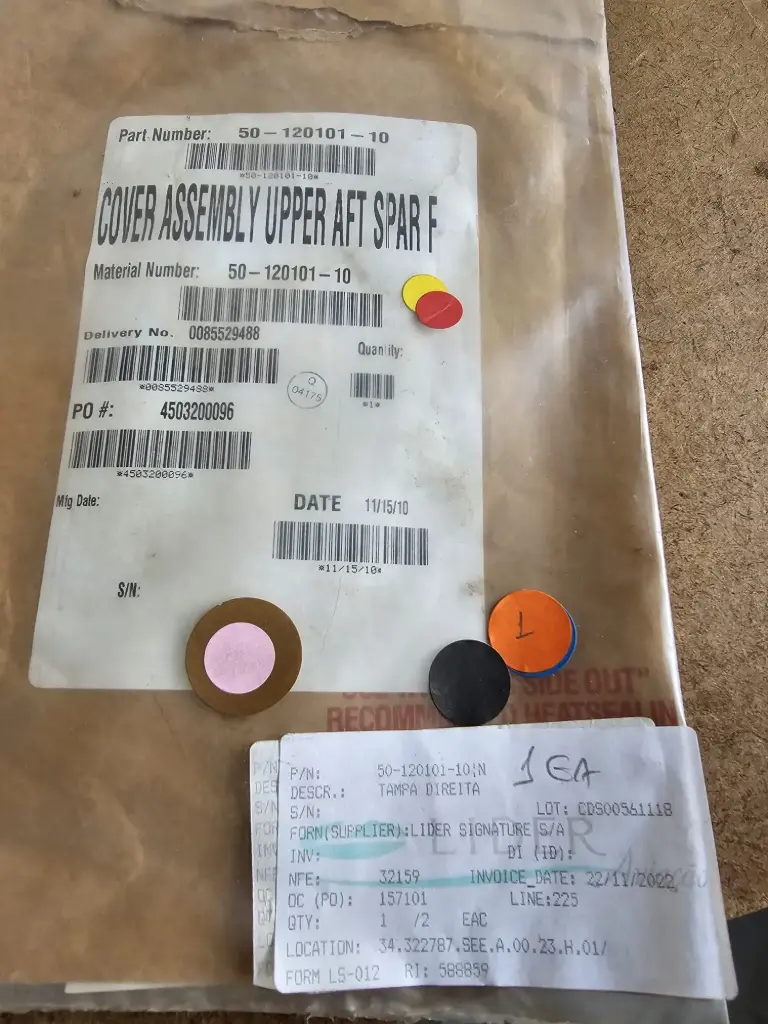 Part Number: 50-120101-10
*50-120101-10*
COVER ASSEMBLY UPPER AFT SPAR F
Material Number: 50-120101-10
Delivery No. 0085529488
Quantity:
*0085529488*
Q
04175
*1*
PO #: 4503200096
*4503200096*
Mfg Date:
DATE 11/15/10
*11/15/10*
S/N:
1
SIDE OUT"
HEATSEALIN
P/N: 50-120101-10;N 1 EA
DESCR.: TAMPA DIREITA
S/N: LOT: CDS00561118
FORN(SUPPLIER):LIDER SIGNATURE S/A
LIDER
INV: DI (ID):
NFE: 32159 INVOICE_DATE: 22/11/2022
OC (PO): 157101 LINE:225
QTY: 1 /2 EAC
LOCATION: 34.322787.SEE.A.00.23.H.01/
FORM LS-012 RI: 588859